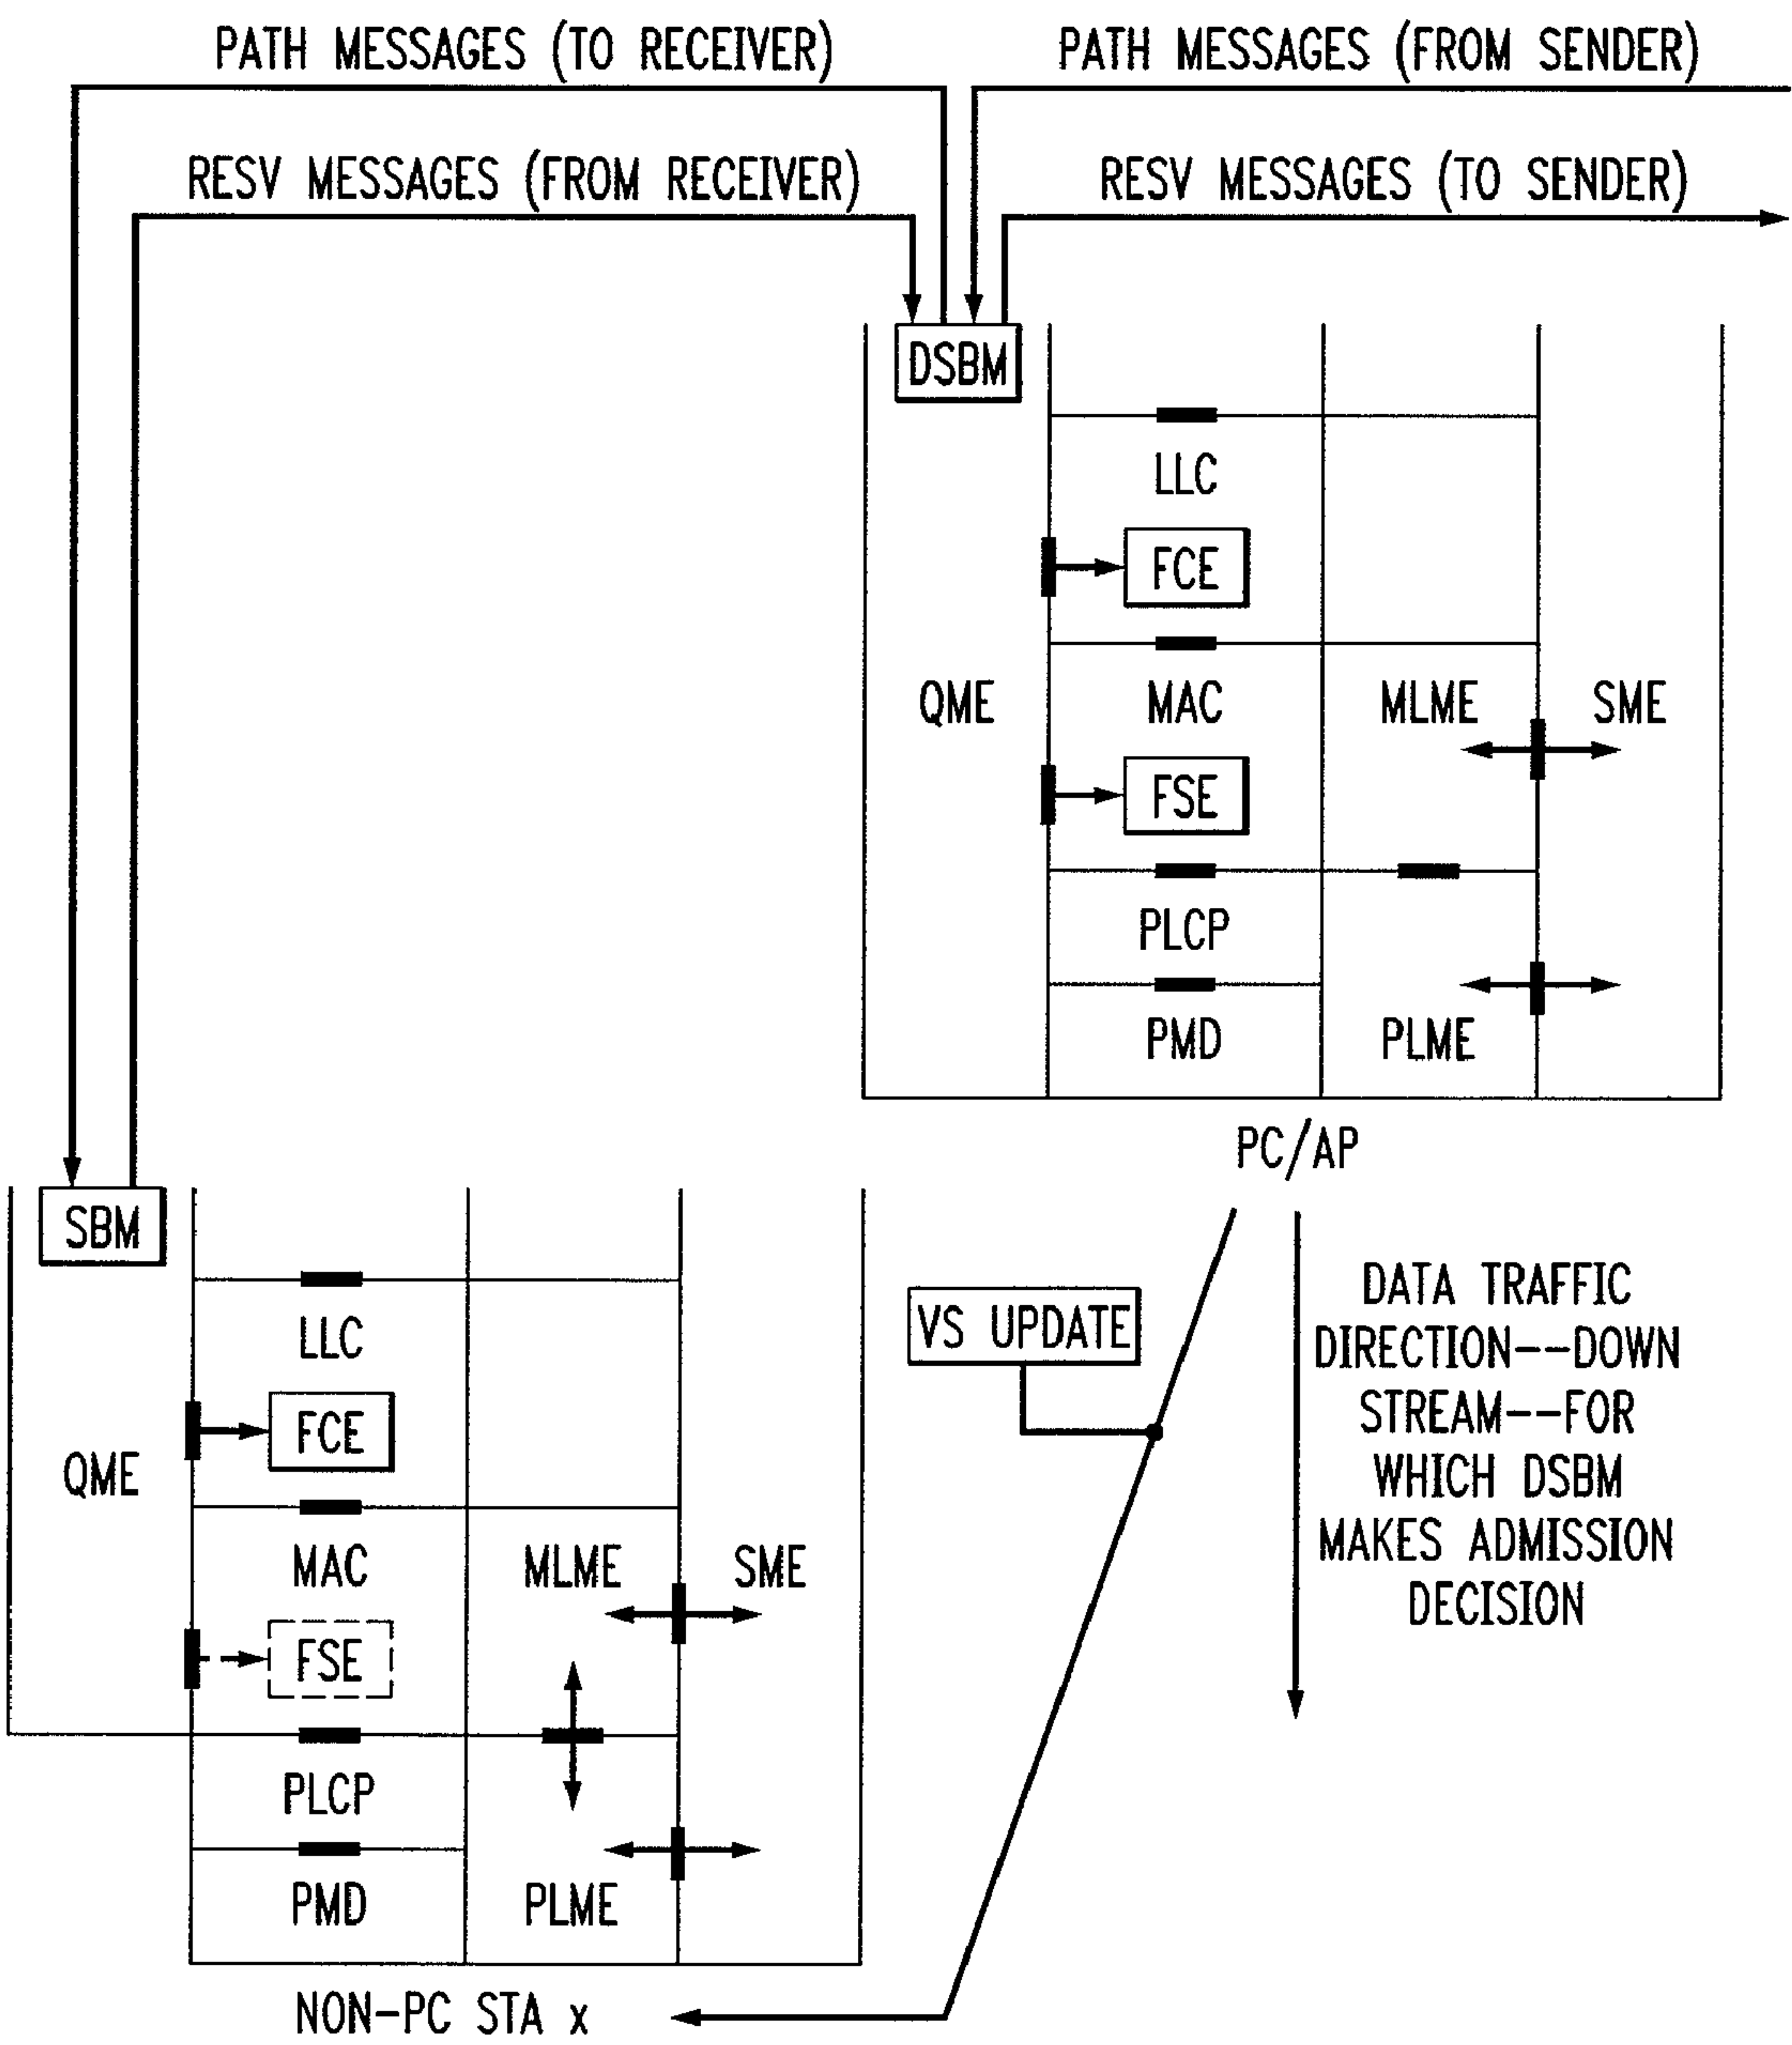 PATH MESSAGES (TO RECEIVER)
PATH MESSAGES (FROM SENDER)
RESV MESSAGES (FROM RECEIVER)
RESV MESSAGES (TO SENDER)
DSBM
LLC
FCE
QME
MAC
MLME
SME
FSE
PLCP
PMD
PLME
PC/AP
SBM
LLC
FCE
QME
MAC
MLME
SME
FSE
PLCP
PMD
PLME
NON-PC STA x
VS UPDATE
DATA TRAFFIC
DIRECTION--DOWN
STREAM--FOR
WHICH DSBM
MAKES ADMISSION
DECISION